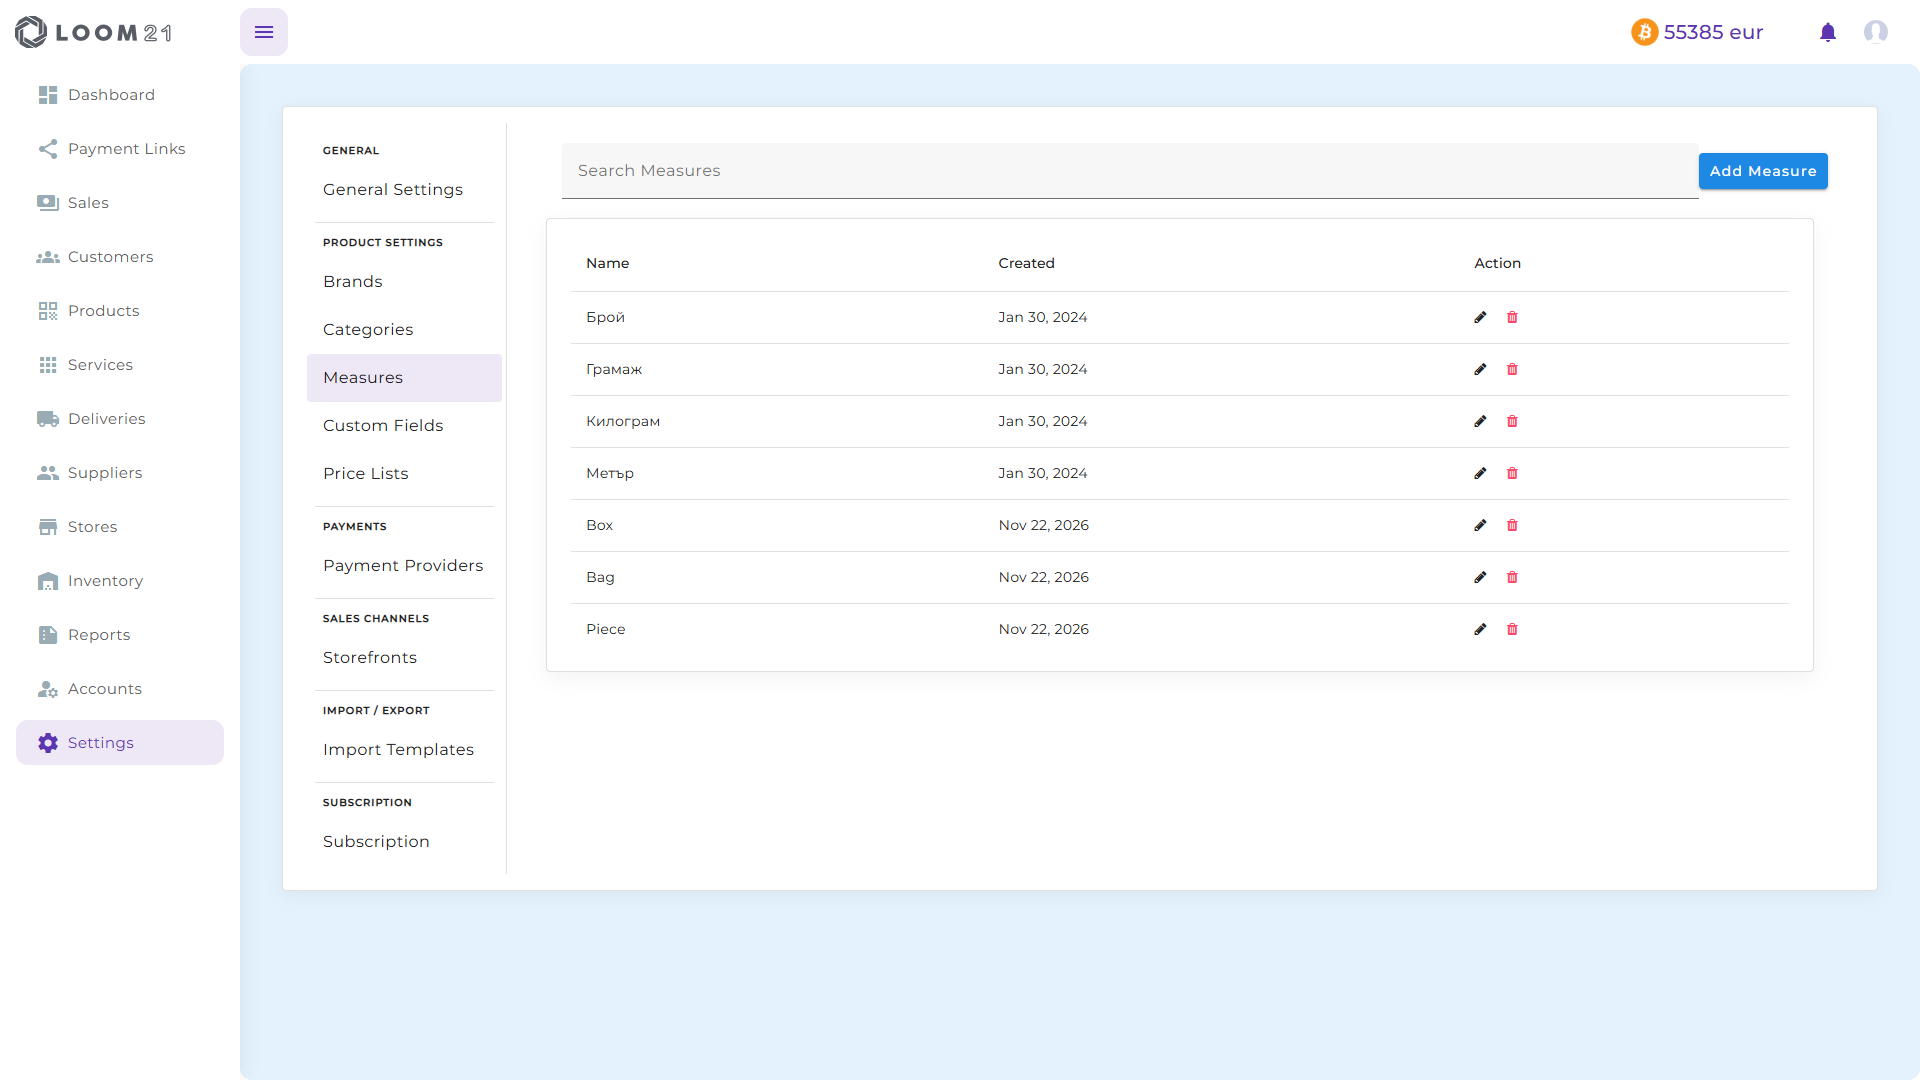 LOOM 21
55385 eur
Dashboard
Payment Links
Sales
Customers
Products
Services
Deliveries
Suppliers
Stores
Inventory
Reports
Accounts
Settings
GENERAL
General Settings
PRODUCT SETTINGS
Brands
Categories
Measures
Custom Fields
Price Lists
PAYMENTS
Payment Providers
SALES CHANNELS
Storefronts
IMPORT / EXPORT
Import Templates
SUBSCRIPTION
Subscription
Search Measures
Add Measure
Name Created Action
Брой Jan 30, 2024
Грамаж Jan 30, 2024
Килограм Jan 30, 2024
Метър Jan 30, 2024
Box Nov 22, 2026
Bag Nov 22, 2026
Piece Nov 22, 2026